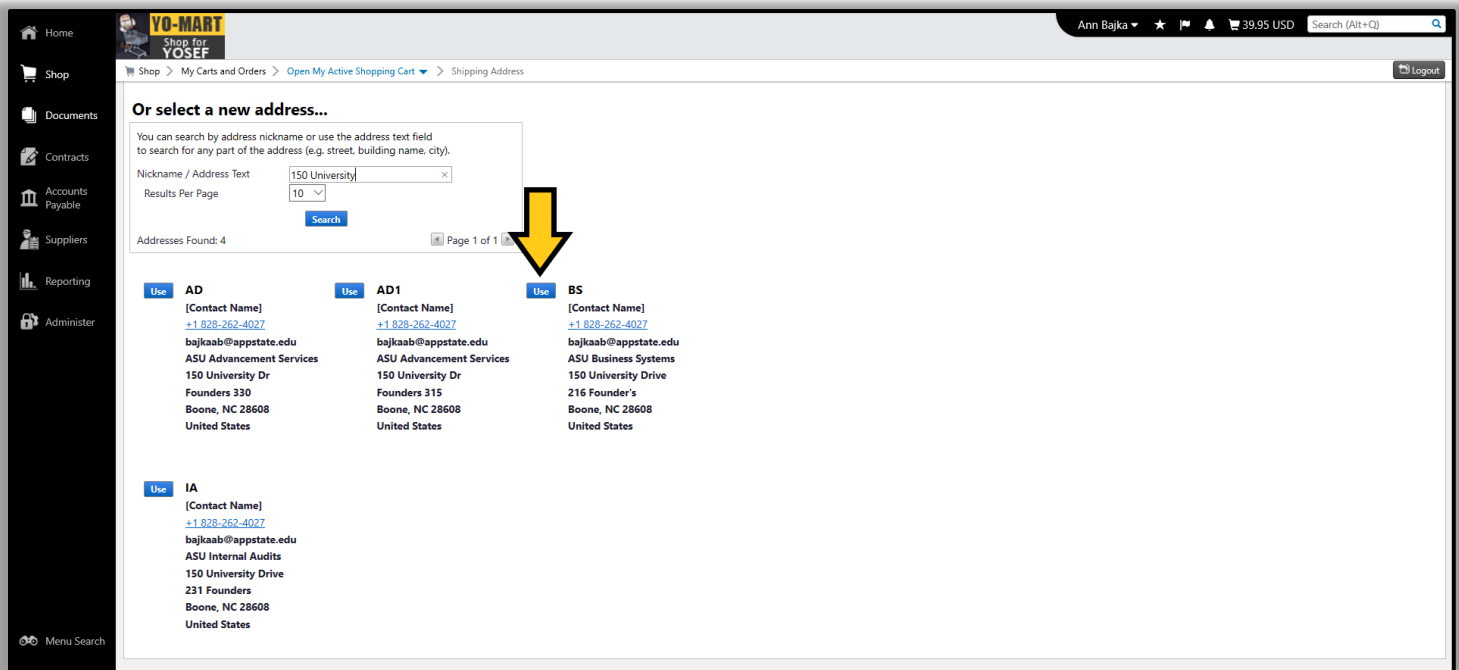 YO-MART
Shop for
YOSEF
Ann Bajka
39.95 USD
Search (Alt+Q)
Home
Shop
Documents
Contracts
Accounts
Payable
Suppliers
Reporting
Administer
Menu Search
Shop > My Carts and Orders > Open My Active Shopping Cart > Shipping Address
Logout
Or select a new address...
You can search by address nickname or use the address text field
to search for any part of the address (e.g. street, building name, city).
Nickname / Address Text 150 University ×
Results Per Page 10
Search
Addresses Found: 4 Page 1 of 1
Use AD
[Contact Name]
+1 828-262-4027
bajkaab@appstate.edu
ASU Advancement Services
150 University Dr
Founders 330
Boone, NC 28608
United States
Use AD1
[Contact Name]
+1 828-262-4027
bajkaab@appstate.edu
ASU Advancement Services
150 University Dr
Founders 315
Boone, NC 28608
United States
Use BS
[Contact Name]
+1 828-262-4027
bajkaab@appstate.edu
ASU Business Systems
150 University Drive
216 Founder's
Boone, NC 28608
United States
Use IA
[Contact Name]
+1 828-262-4027
bajkaab@appstate.edu
ASU Internal Audits
150 University Drive
231 Founders
Boone, NC 28608
United States